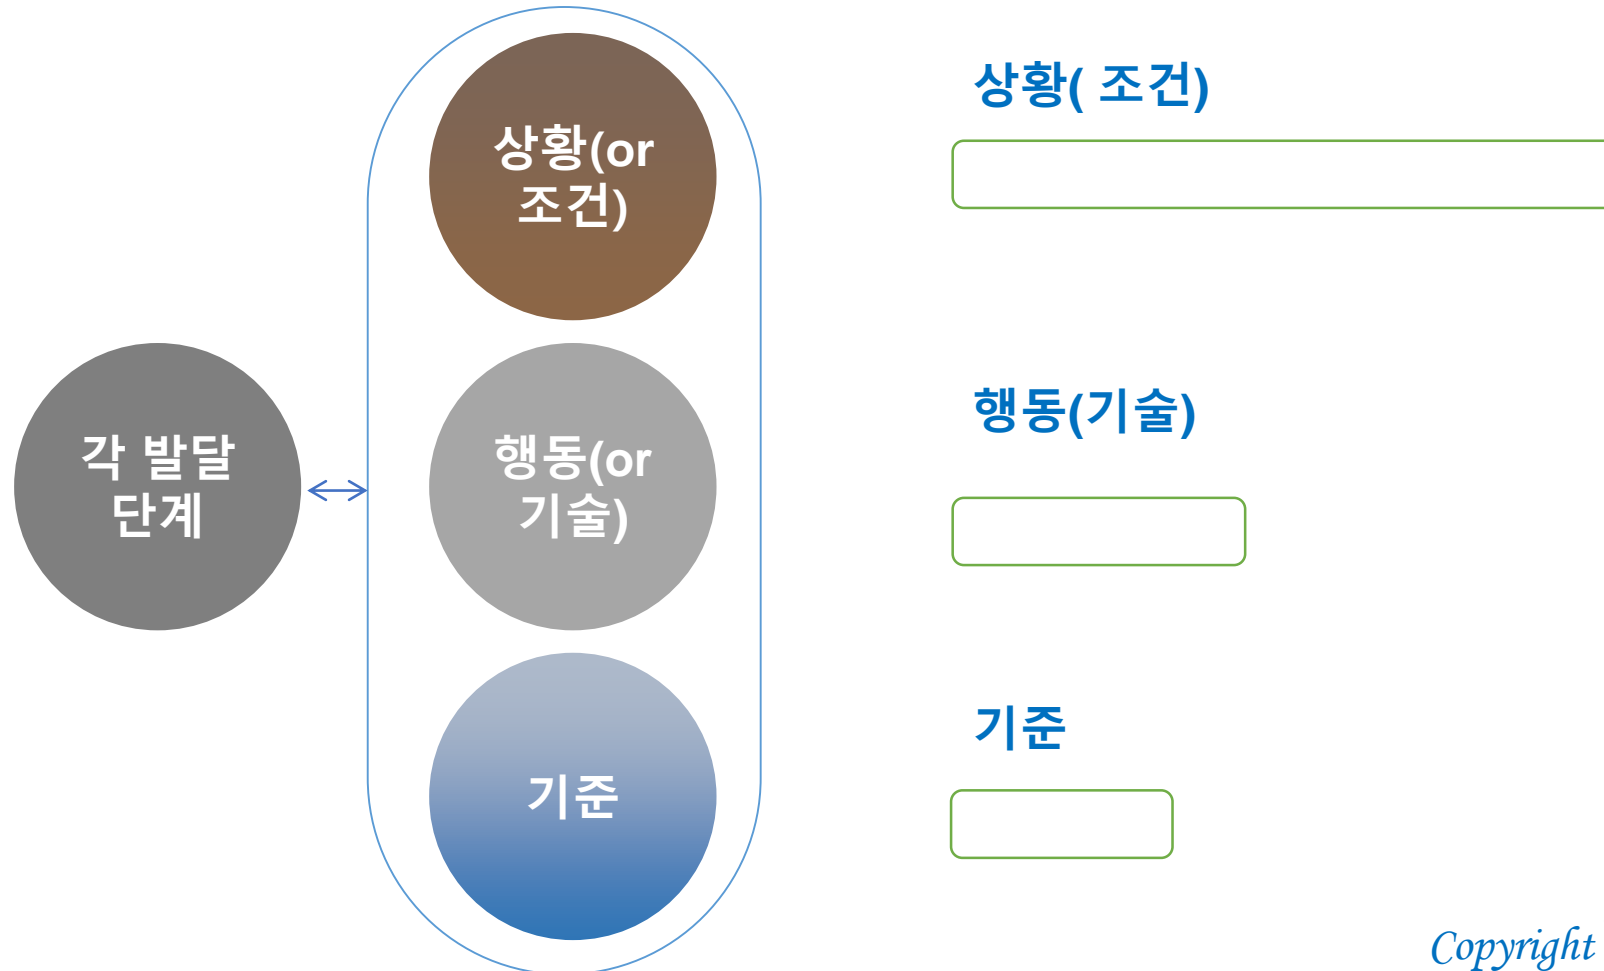 상황(or
조건)
각 발달
단계
행동(or
기술)
기준
상황( 조건)
행동(기술)
기준
Copyright